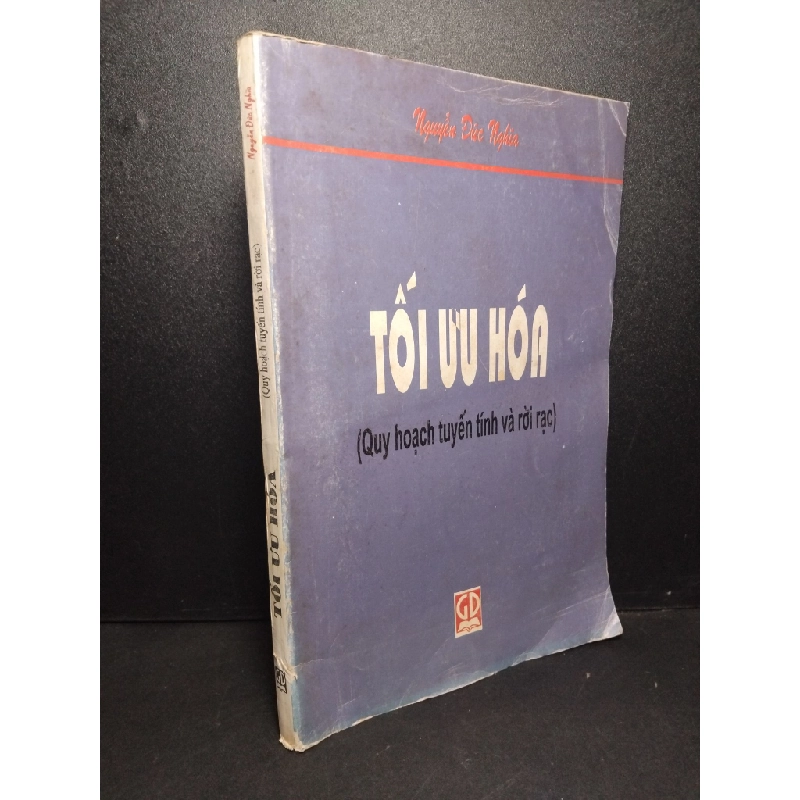 Nguyễn Đức Nghĩa
TỐI ƯU HÓA
(Quy hoạch tuyến tính và rời rạc)
GD
Nguyễn Đức Nghĩa
(Quy hoạch tuyến tính và rời rạc)
TỐI ƯU HÓA
GD